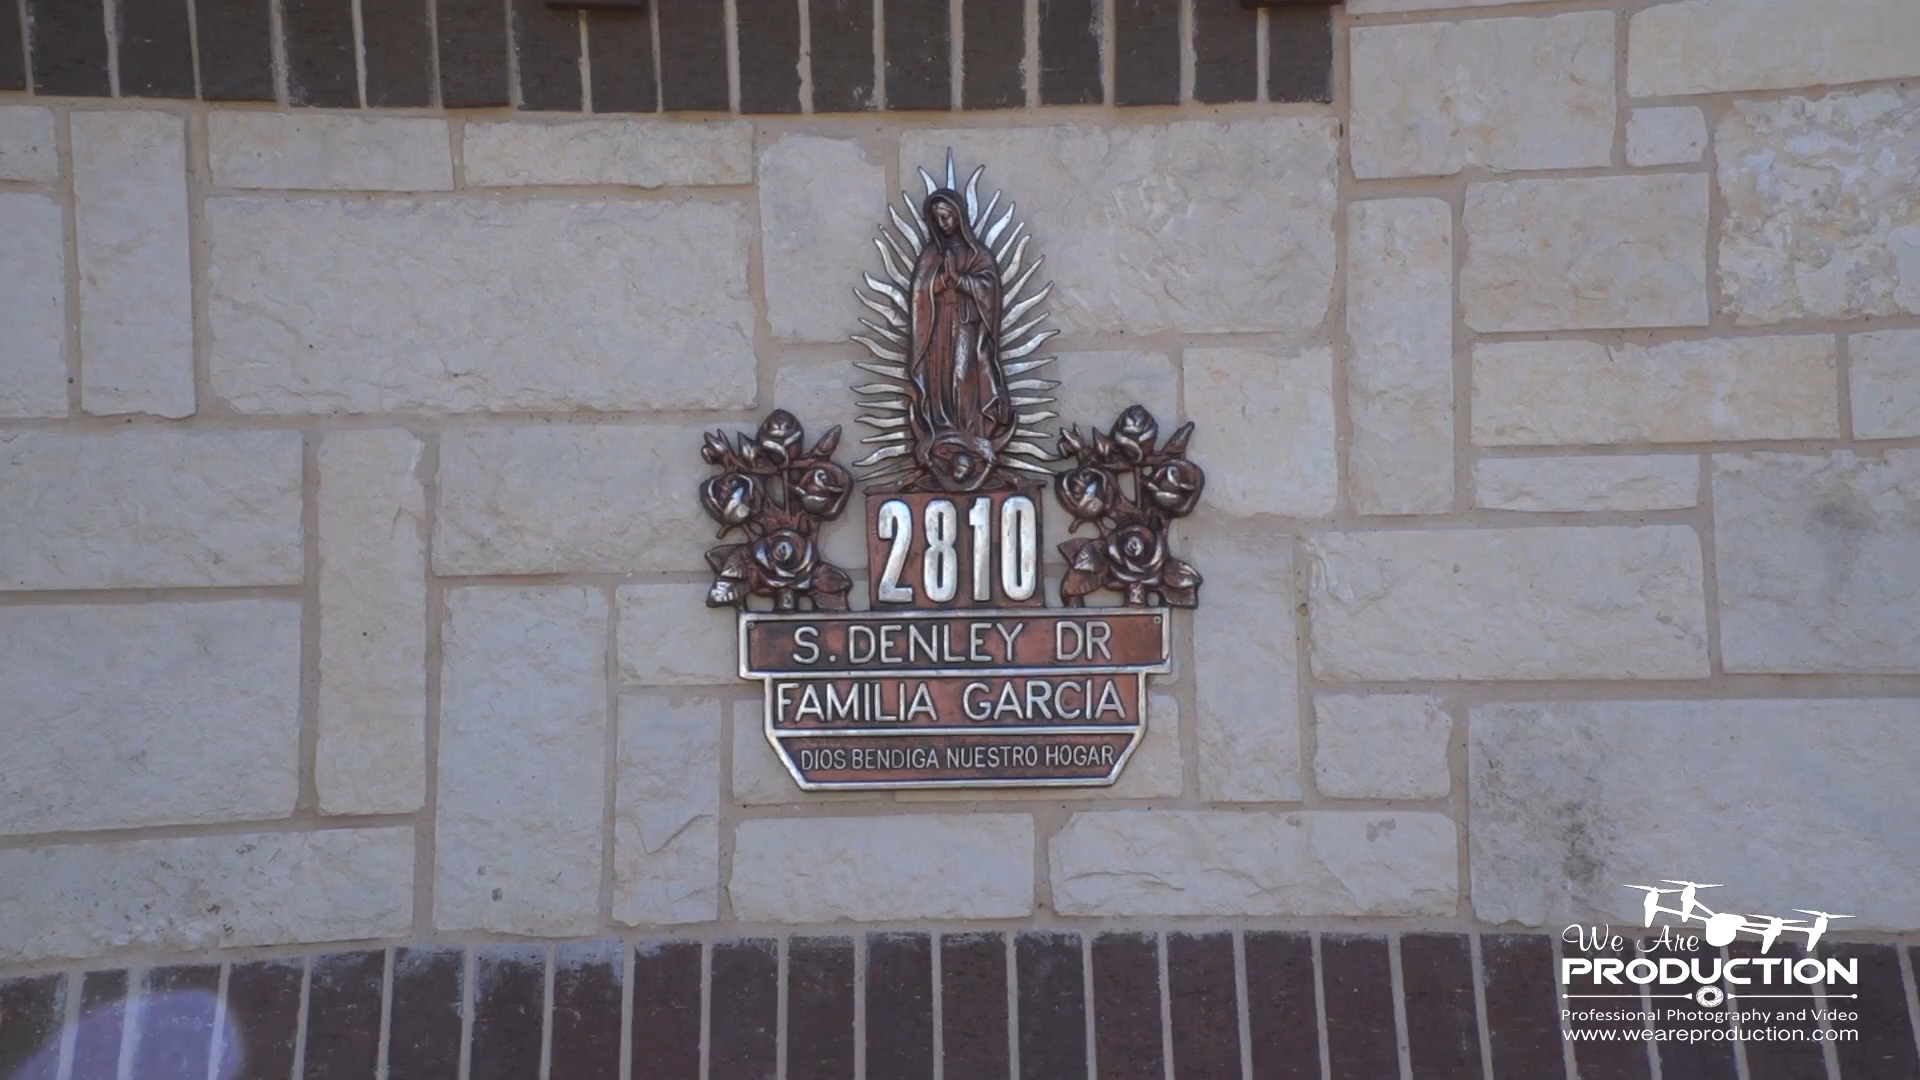 2810
S. DENLEY DR
FAMILIA GARCIA
DIOS BENDIGA NUESTRO HOGAR
We Are
PRODUCTION
Professional Photography and Video
www.weareproduction.com